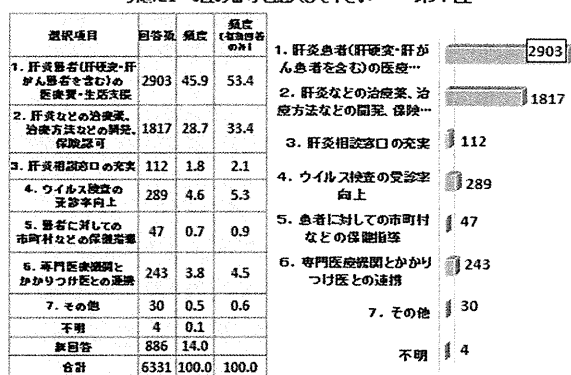 選択項目 回答数 頻度 頻度
(有効回答
のみ)
1. 肝炎患者(肝硬変・肝
がん患者を含む)の
医療費・生活支援 2903 45.9 53.4
2. 肝炎などの治療薬、
治療方法などの開発、
保険認可 1817 28.7 33.4
3. 肝炎相談窓口の充実 112 1.8 2.1
4. ウイルス検査の
受診率向上 289 4.6 5.3
5. 患者に対しての
市町村などの保健指導 47 0.7 0.9
6. 専門医療機関と
かかりつけ医との連携 243 3.8 4.5
7. その他 30 0.5 0.6
不明 4 0.1
無回答 886 14.0
合計 6331 100.0 100.0
1. 肝炎患者(肝硬変・肝が
ん患者を含む)の医療… 2903
2. 肝炎などの治療薬、治
療方法などの開発、保険… 1817
3. 肝炎相談窓口の充実 112
4. ウイルス検査の受診率
向上 289
5. 患者に対しての市町村
などの保健指導 47
6. 専門医療機関とかかり
つけ医との連携 243
7. その他 30
不明 4